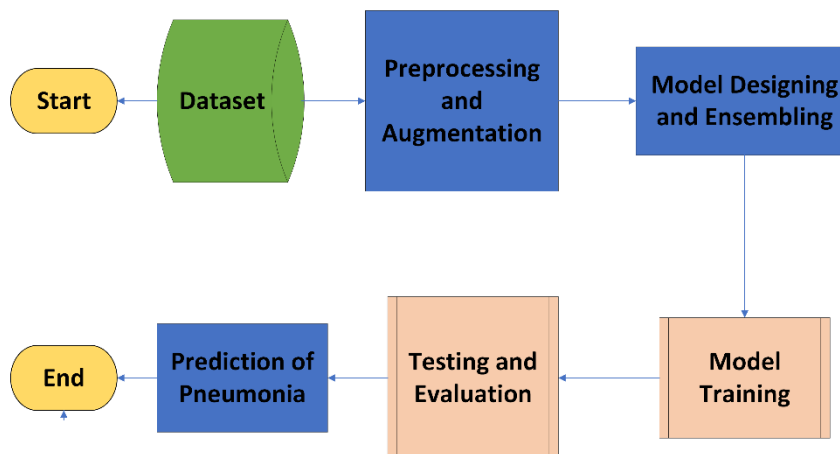 Start
Dataset
Preprocessing
and
Augmentation
Model Designing
and Ensembling
End
Prediction of
Pneumonia
Testing and
Evaluation
Model
Training